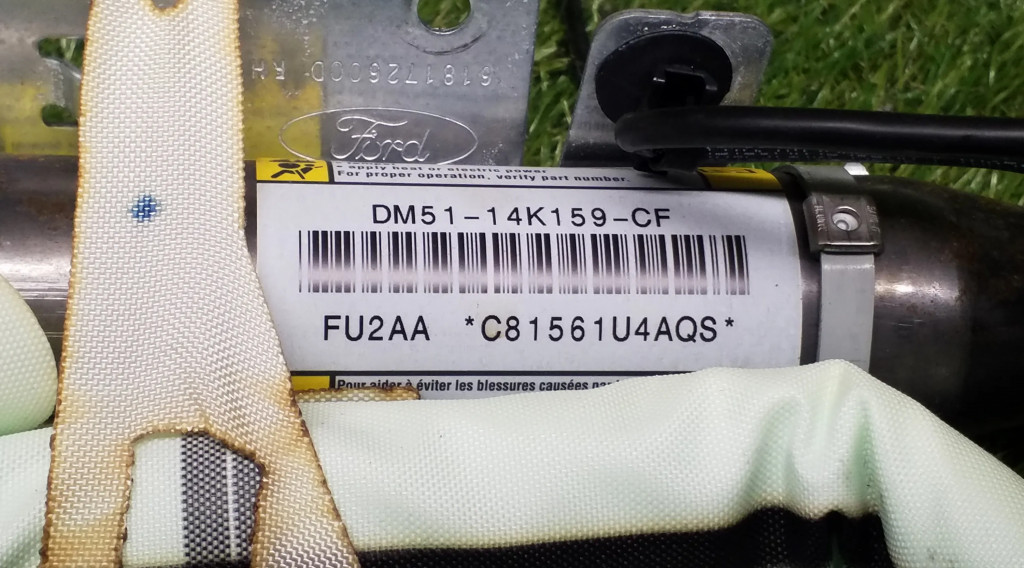 618172600D RH
Ford
- apply heat or electric power
For proper operation, verify part number.
DM51-14K159-CF
FU2AA *C81561U4AQS*
Pour aider à éviter les blessures causées par